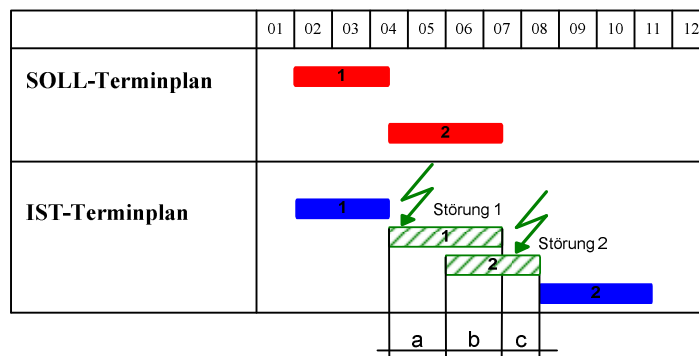 01 02 03 04 05 06 07 08 09 10 11 12
SOLL-Terminplan
1
2
IST-Terminplan
1
Störung 1
1
Störung 2
2
2
a b c